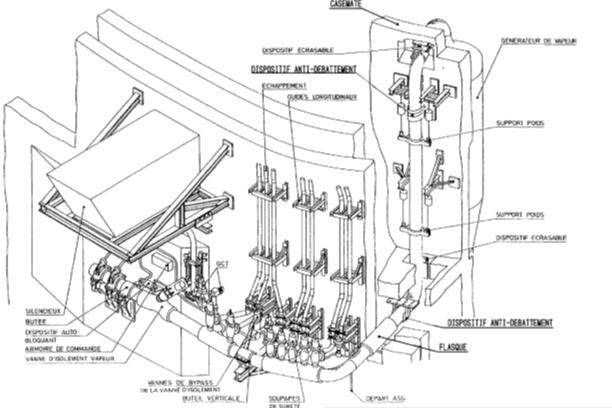 CASEMATE
DISPOSITIF ECRASABLE
GENERATEUR DE VAPEUR
DISPOSITIF ANTI-DEBATTEMENT
ECHAPPEMENT
GUIDES LONGITUDINAUX
SUPPORT POIDS
SUPPORT POIDS
DISPOSITIF ECRASABLE
GCT
SILENCIEUX
BUTEE
DISPOSITIF AUTO-
BLOQUANT
ARMOIRE DE COMMANDE
VANNE D'ISOLEMENT VAPEUR
DISPOSITIF ANTI-DEBATTEMENT
FLASQUE
VANNES DE BYPASS
DE LA VANNE D'ISOLEMENT
BUTEE VERTICALE
SOUPAPES
DE SURETE
DEPART ASG